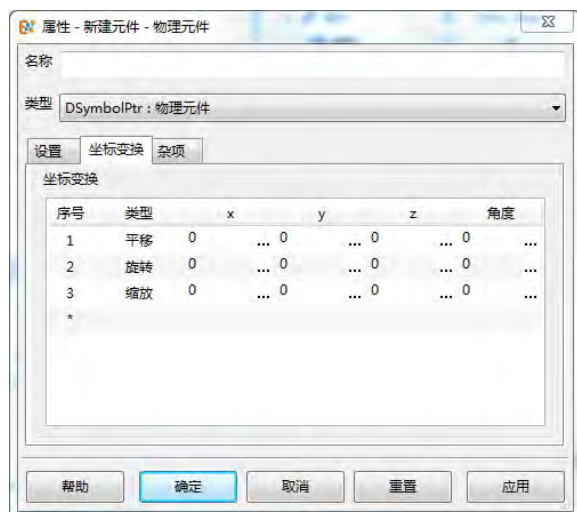 属性 - 新建元件 - 物理元件
名称
类型 DSymbolPtr : 物理元件
设置 坐标变换 杂项
坐标变换
序号 类型 x y z 角度
1 平移 0 ... 0 ... 0 ... 0 ...
2 旋转 0 ... 0 ... 0 ... 0 ...
3 缩放 0 ... 0 ... 0 ... 0 ...
*
帮助 确定 取消 重置 应用